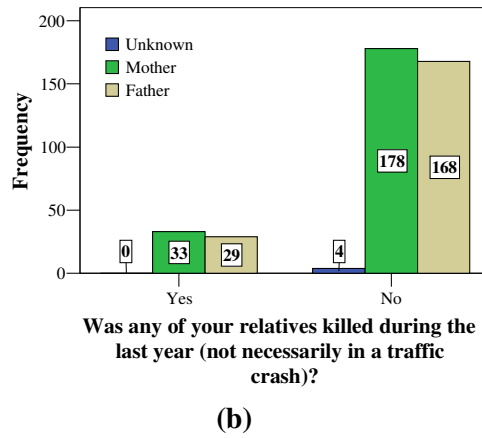 200
150
100
50
0
Frequency
Unknown
Mother
Father
0
33
29
4
178
168
Yes
No
Was any of your relatives killed during the
last year (not necessarily in a traffic
crash)?
(b)